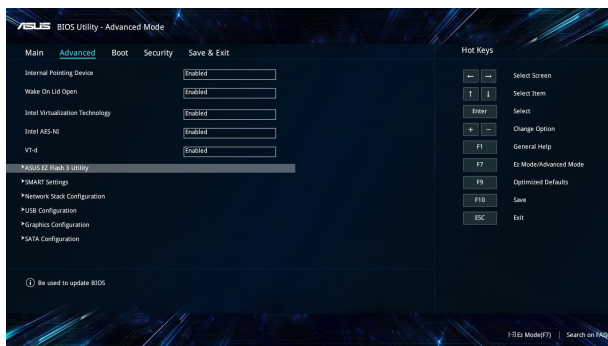 ASUS BIOS Utility - Advanced Mode
Main Advanced Boot Security Save & Exit
Internal Pointing Device Enabled
Wake On Lid Open Enabled
Intel Virtualization Technology Enabled
Intel AES-NI Enabled
VT-d Enabled
ASUS EZ Flash 3 Utility
SMART Settings
Network Stack Configuration
USB Configuration
Graphics Configuration
SATA Configuration
Be used to update BIOS
Hot Keys
← → Select Screen
↑ ↓ Select Item
Enter Select
+ − Change Option
F1 General Help
F7 Ez Mode/Advanced Mode
F9 Optimized Defaults
F10 Save
ESC Exit
Ez Mode(F7) | Search on FAQ